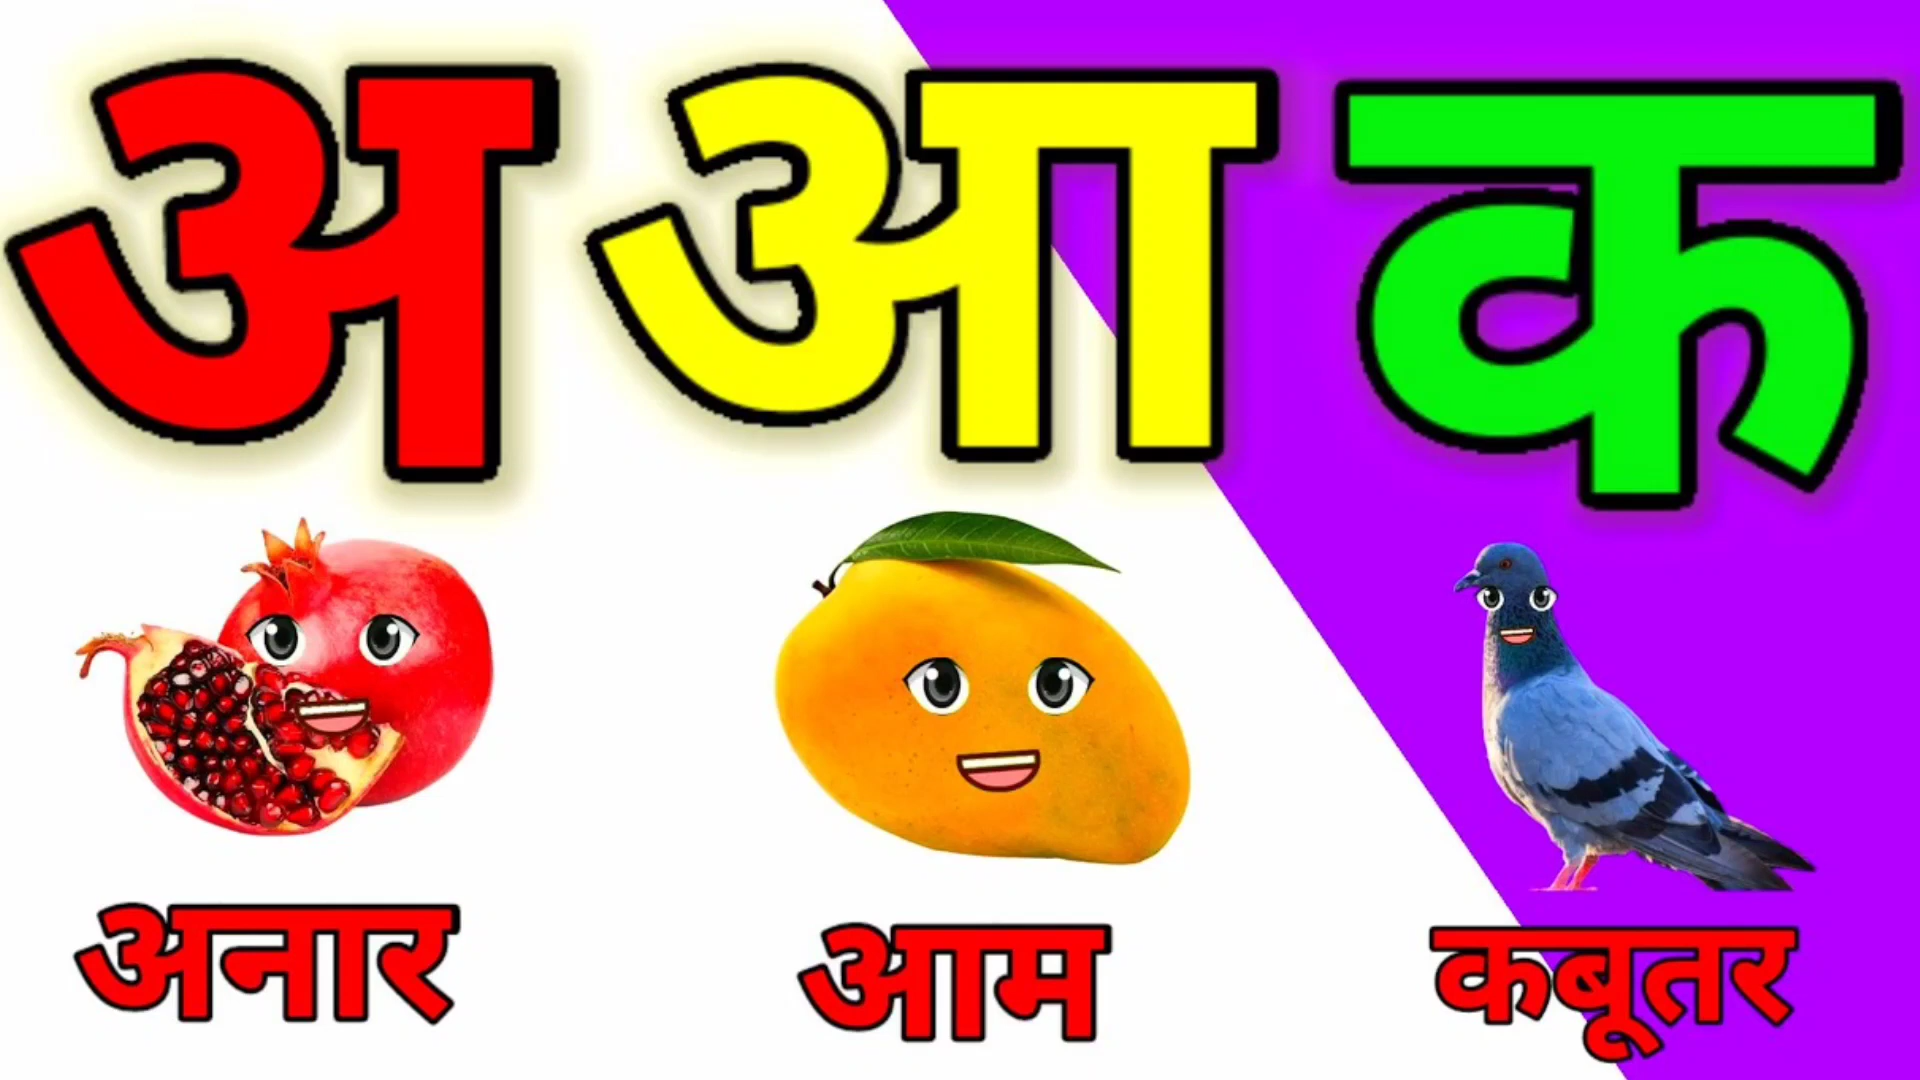 अ आ क
अनार आम कबूतर